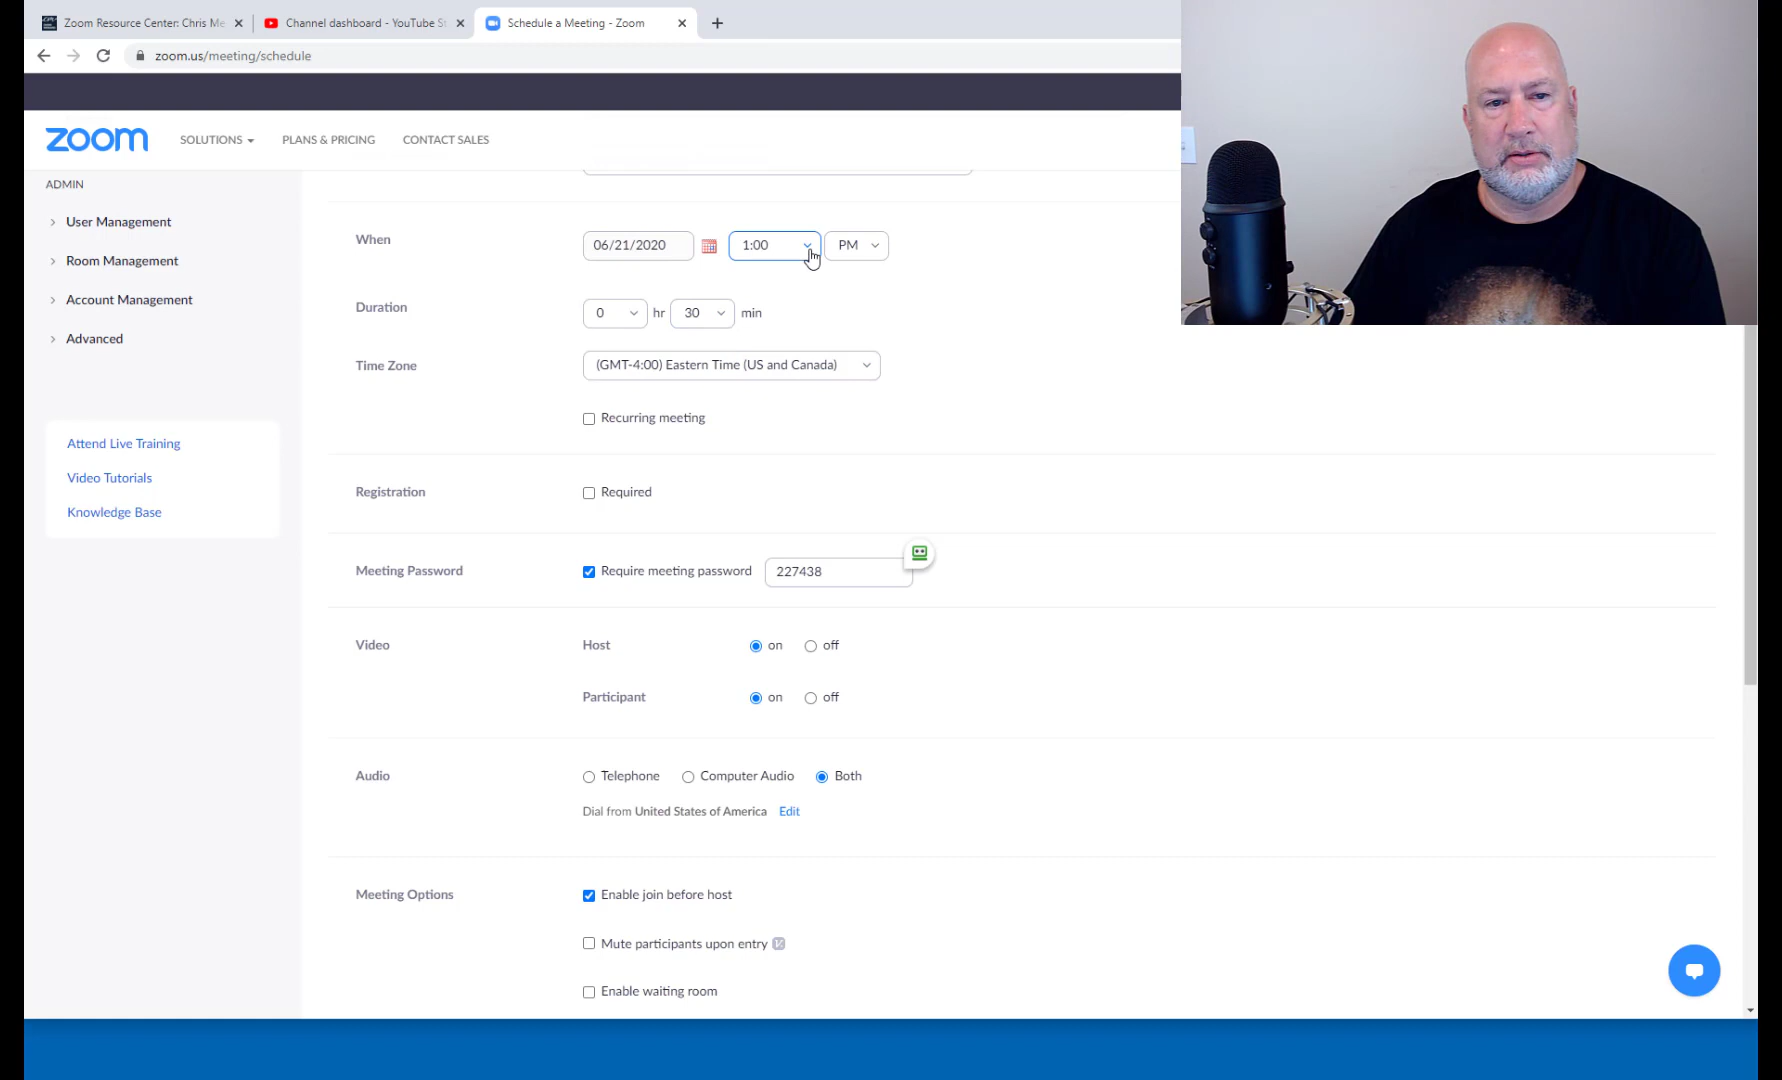 Zoom Resource Center: Chris Me
Channel dashboard - YouTube St
Schedule a Meeting - Zoom
zoom.us/meeting/schedule
zoom
SOLUTIONS
PLANS & PRICING
CONTACT SALES
ADMIN
User Management
Room Management
Account Management
Advanced
Attend Live Training
Video Tutorials
Knowledge Base
When
06/21/2020
1:00
PM
Duration
0
hr
30
min
Time Zone
(GMT-4:00) Eastern Time (US and Canada)
Recurring meeting
Registration
Required
Meeting Password
Require meeting password
227438
Video
Host
on
off
Participant
on
off
Audio
Telephone
Computer Audio
Both
Dial from United States of America Edit
Meeting Options
Enable join before host
Mute participants upon entry
Enable waiting room